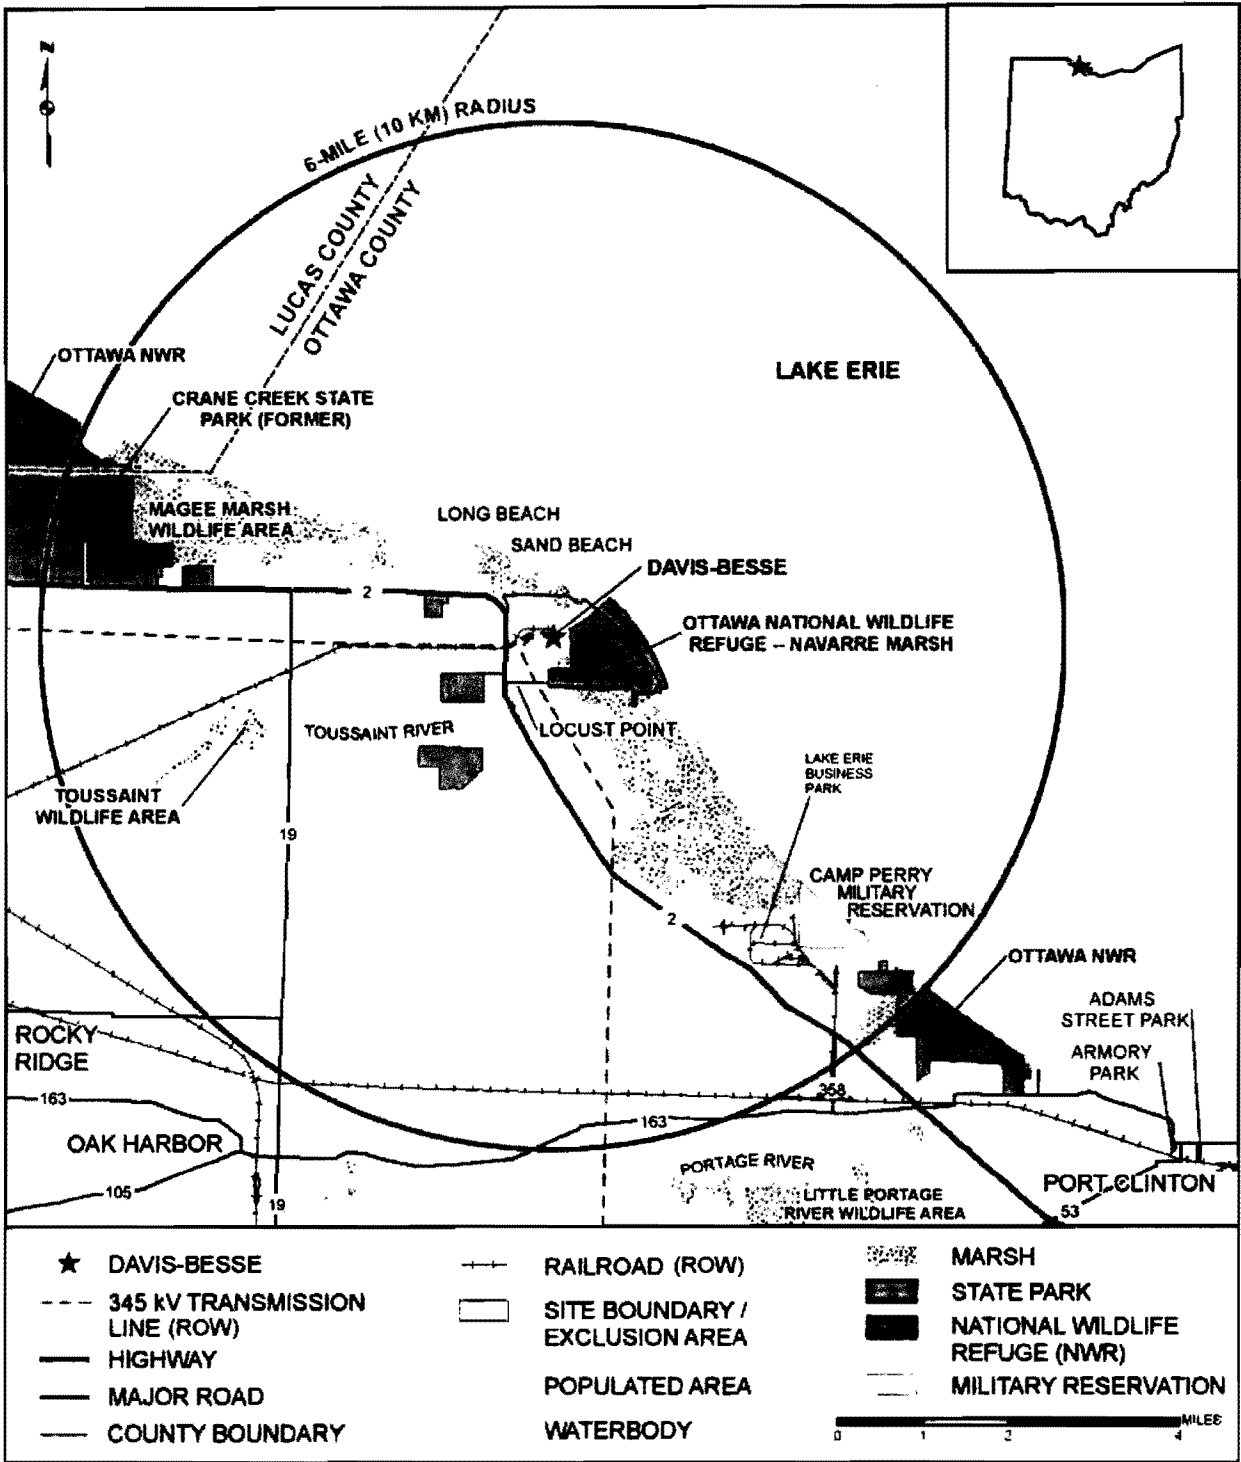 N
6-MILE (10 KM) RADIUS
LUCAS COUNTY
OTTAWA COUNTY
LAKE ERIE
OTTAWA NWR
CRANE CREEK STATE
PARK (FORMER)
MAGEE MARSH
WILDLIFE AREA
LONG BEACH
SAND BEACH
DAVIS-BESSE
2
OTTAWA NATIONAL WILDLIFE
REFUGE -- NAVARRE MARSH
TOUSSAINT RIVER
LOCUST POINT
LAKE ERIE
BUSINESS
PARK
TOUSSAINT
WILDLIFE AREA
19
CAMP PERRY
MILITARY
RESERVATION
2
OTTAWA NWR
ADAMS
STREET PARK
ARMORY
PARK
ROCKY
RIDGE
163
358
163
OAK HARBOR
PORTAGE RIVER
105
19
LITTLE PORTAGE
RIVER WILDLIFE AREA
PORT CLINTON
53
DAVIS-BESSE
345 kV TRANSMISSION
LINE (ROW)
HIGHWAY
MAJOR ROAD
COUNTY BOUNDARY
RAILROAD (ROW)
SITE BOUNDARY /
EXCLUSION AREA
POPULATED AREA
WATERBODY
MARSH
STATE PARK
NATIONAL WILDLIFE
REFUGE (NWR)
MILITARY RESERVATION
MILES
0 1 2 4